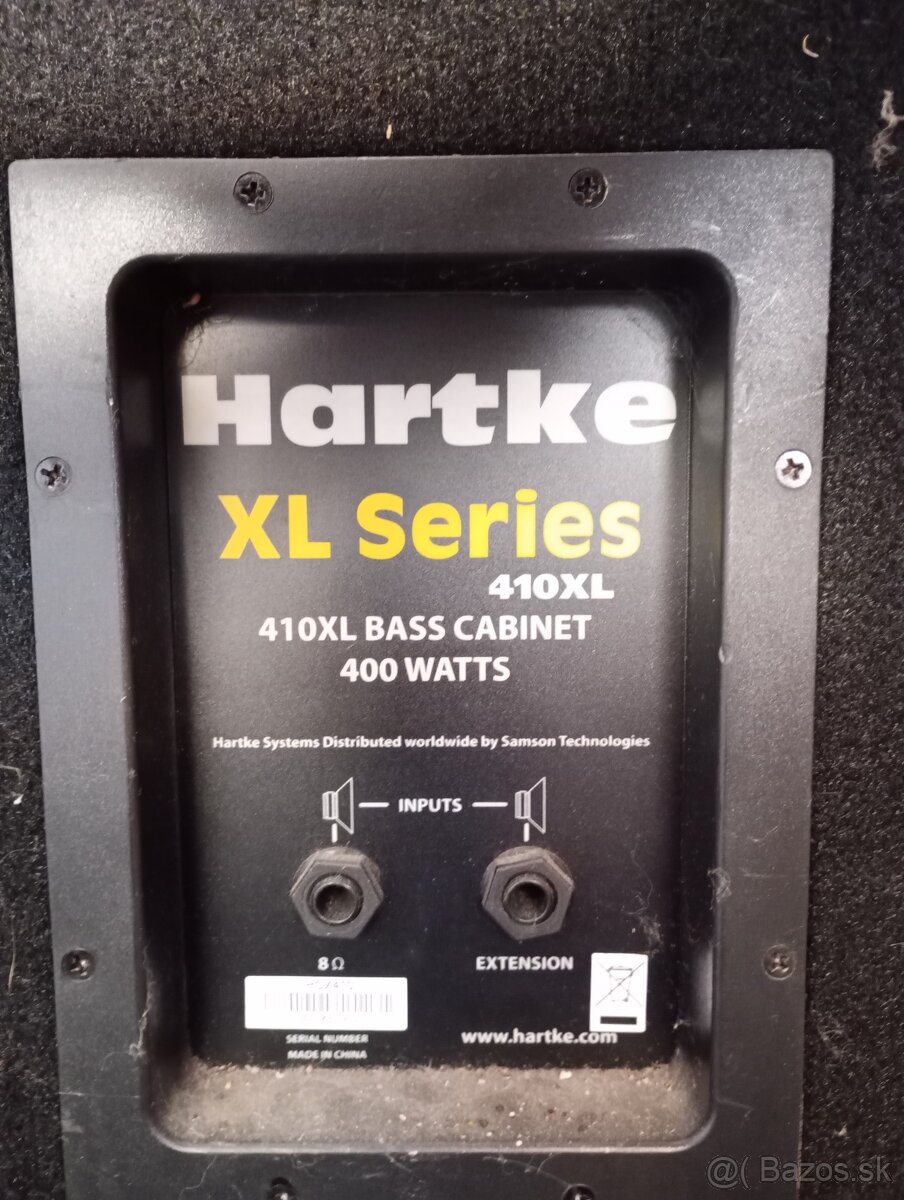 Hartke
XL Series
410XL
410XL BASS CABINET
400 WATTS
Hartke Systems Distributed worldwide by Samson Technologies
INPUTS
8Ω
EXTENSION
SERIAL NUMBER
MADE IN CHINA
www.hartke.com
@( Bazos.sk